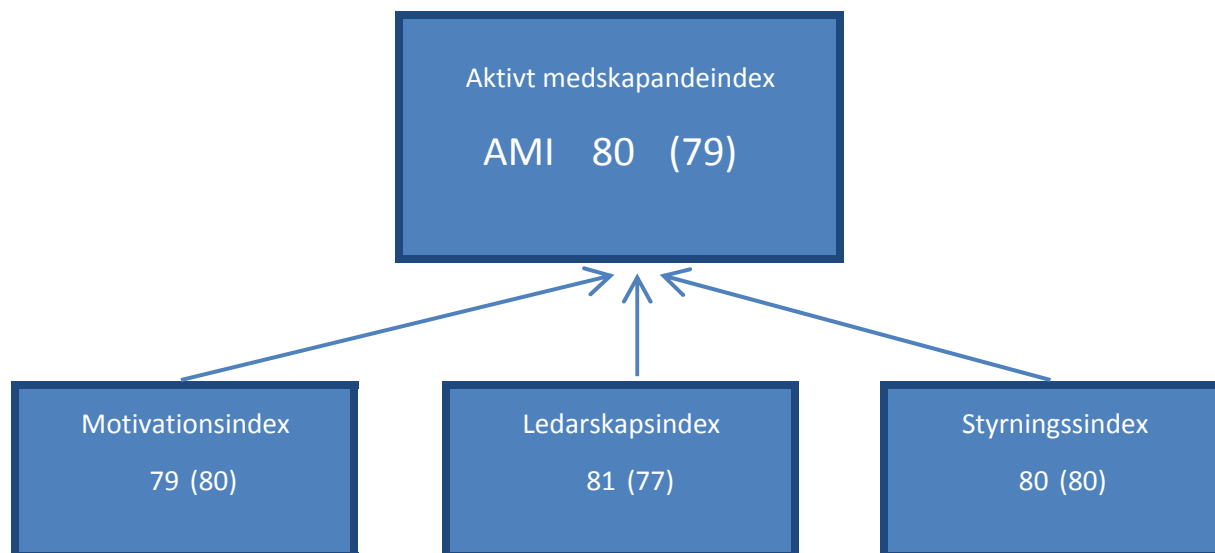 Aktivt medskapandeindex
AMI 80 (79)
Motivationsindex
79 (80)
Ledarskapsindex
81 (77)
Styrningssindex
80 (80)